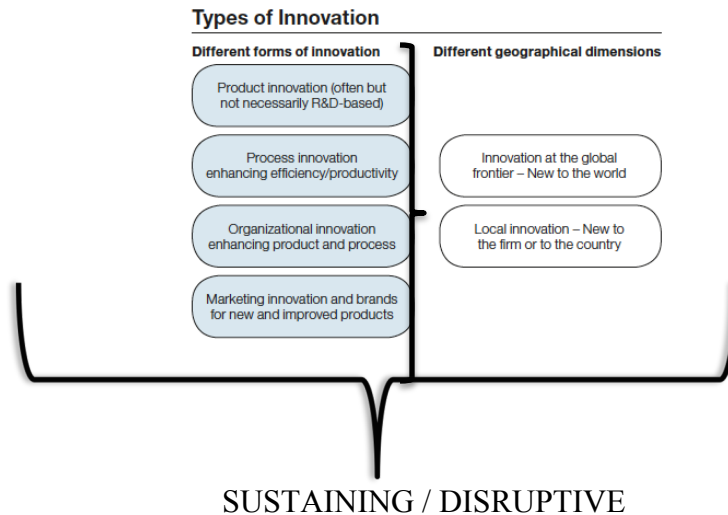 Types of Innovation
Different forms of innovation
Different geographical dimensions
Product innovation (often but
not necessarily R&D-based)
Process innovation
enhancing efficiency/productivity
Innovation at the global
frontier – New to the world
Organizational innovation
enhancing product and process
Local innovation – New to
the firm or to the country
Marketing innovation and brands
for new and improved products
SUSTAINING / DISRUPTIVE